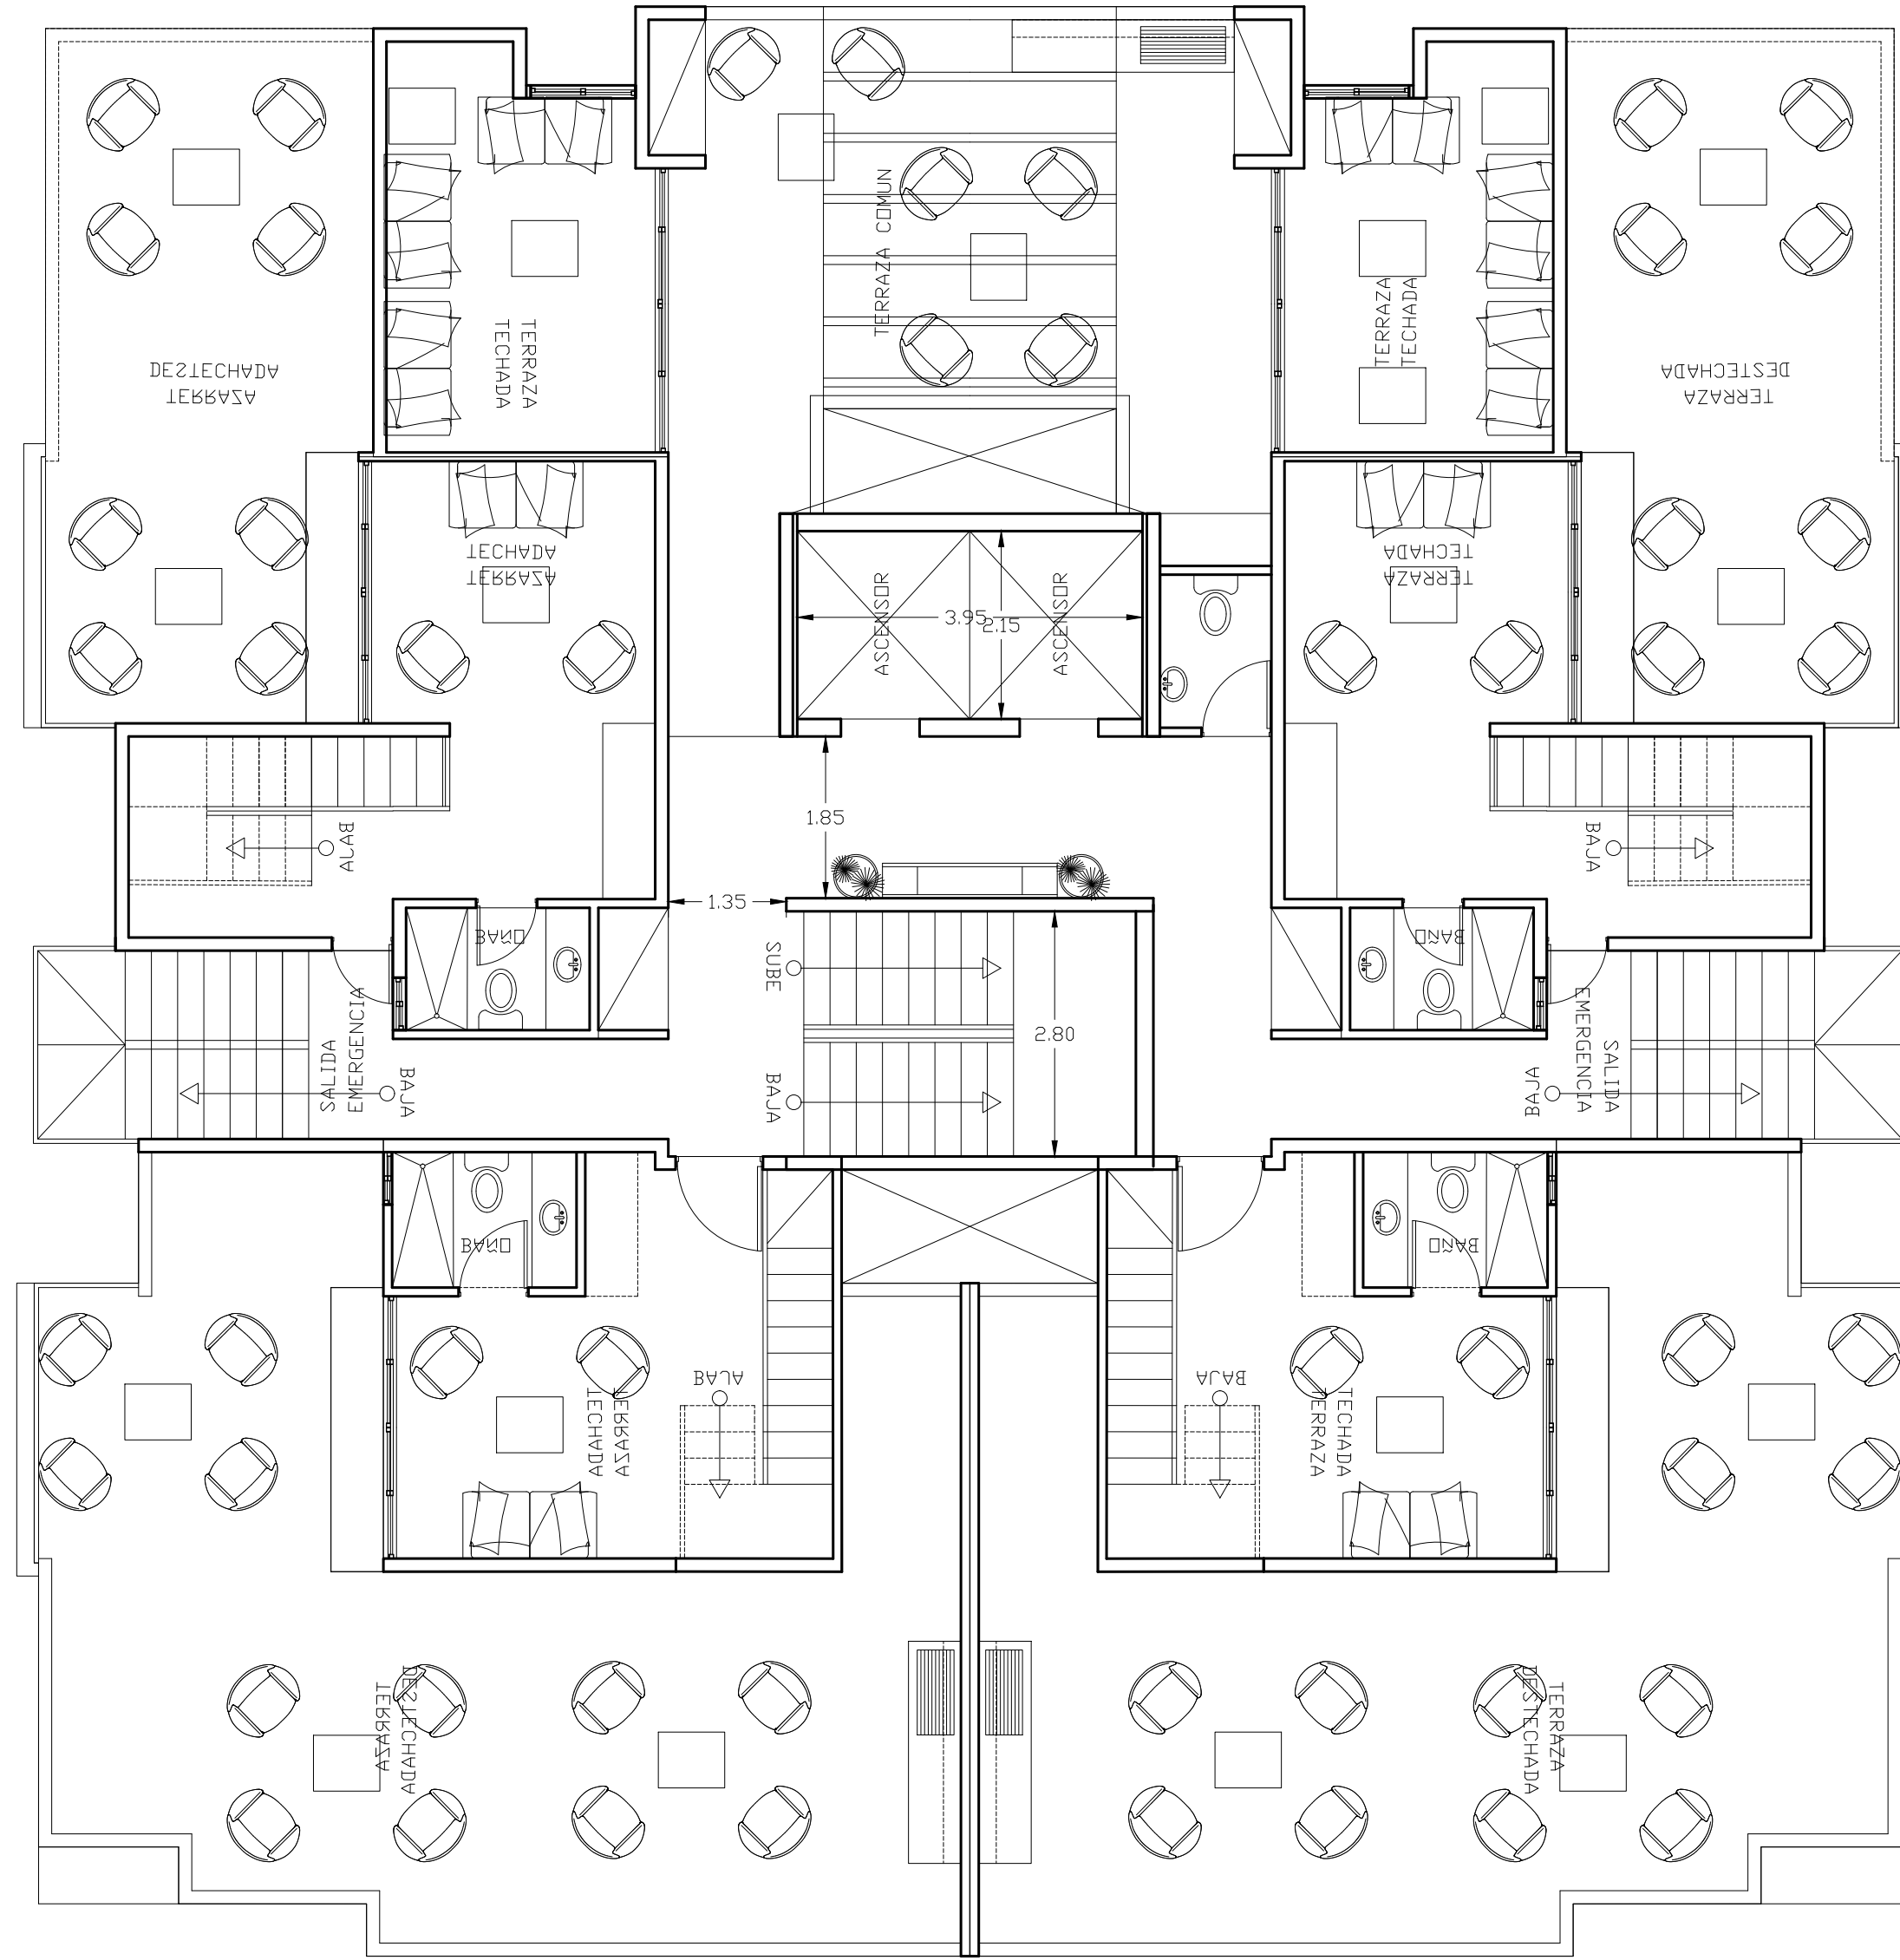 TERRAZA COMUN
DESTECHADA
TERRAZA
TERRAZA
TECHADA
TERRAZA
TECHADA
DESTECHADA
TERRAZA
TECHADA
TERRAZA
ASCENSOR
3.95
2.15
ASCENSOR
TECHADA
TERRAZA
BAJA
1.85
BAJA
1.35
BAÑO
SUBE
BAÑO
SALIDA
EMERGENCIA
BAJA
BAJA
2.80
BAJA
EMERGENCIA
SALIDA
BAÑO
BAÑO
BAJA
BAJA
TECHADA
TERRAZA
TERRAZA
TECHADA
TERRAZA
DESTECHADA
DESTECHADA
TERRAZA